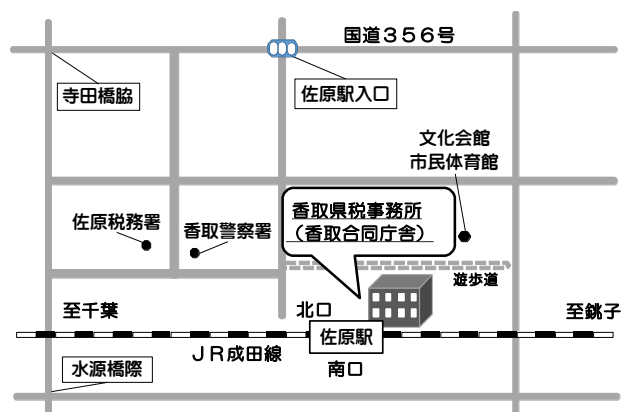 国道３５６号
寺田橋脇
佐原駅入口
文化会館
市民体育館
香取県税事務所
（香取合同庁舎）
佐原税務署
香取警察署
遊歩道
至千葉
北口
至銚子
佐原駅
ＪＲ成田線
水源橋際
南口